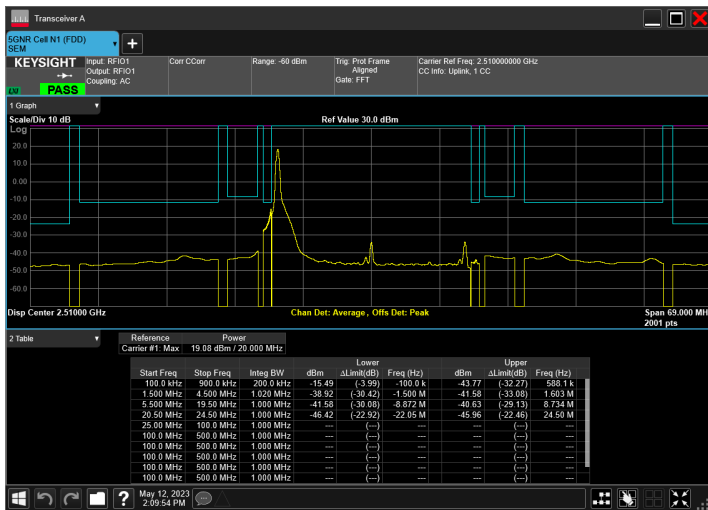 Transceiver A
5GNR Cell N1 (FDD)
SEM
KEYSIGHT
PASS
Input: RFIO1
Output: RFIO1
Coupling: AC
Corr CCorr
Range: -60 dBm
Trig: Prot Frame
Aligned
Gate: FFT
Carrier Ref Freq: 2.510000000 GHz
CC Info: Uplink, 1 CC
1 Graph
Scale/Div 10 dB
Ref Value 30.0 dBm
Log
20.0
10.0
0.00
-10.0
-20.0
-30.0
-40.0
-50.0
-60.0
Disp Center 2.51000 GHz
Chan Det: Average, Offs Det: Peak
Span 69.000 MH
2001 pts
2 Table
Reference Power
Carrier #1: Max 19.08 dBm / 20.000 MHz
Lower Upper
Start Freq Stop Freq Integ BW dBm ΔLimit(dB) Freq (Hz) dBm ΔLimit(dB) Freq (Hz)
100.0 kHz 900.0 kHz 200.0 kHz -15.49 (-3.99) -100.0 k -43.77 (-32.27) 588.1 k
1.500 MHz 4.500 MHz 1.020 MHz -38.92 (-30.42) -1.500 M -41.58 (-33.08) 1.603 M
5.500 MHz 19.50 MHz 1.000 MHz -41.58 (-30.08) -8.872 M -40.63 (-29.13) 8.734 M
20.50 MHz 24.50 MHz 1.000 MHz -46.42 (-22.92) -22.05 M -45.96 (-22.46) 24.50 M
25.00 MHz 100.0 MHz 1.000 MHz --- (---) --- --- (---) ---
100.0 MHz 500.0 MHz 1.000 MHz --- (---) --- --- (---) ---
100.0 MHz 500.0 MHz 1.000 MHz --- (---) --- --- (---) ---
100.0 MHz 500.0 MHz 1.000 MHz --- (---) --- --- (---) ---
100.0 MHz 500.0 MHz 1.000 MHz --- (---) --- --- (---) ---
100.0 MHz 500.0 MHz 1.000 MHz --- (---) --- --- (---) ---
May 12, 2023
2:09:54 PM